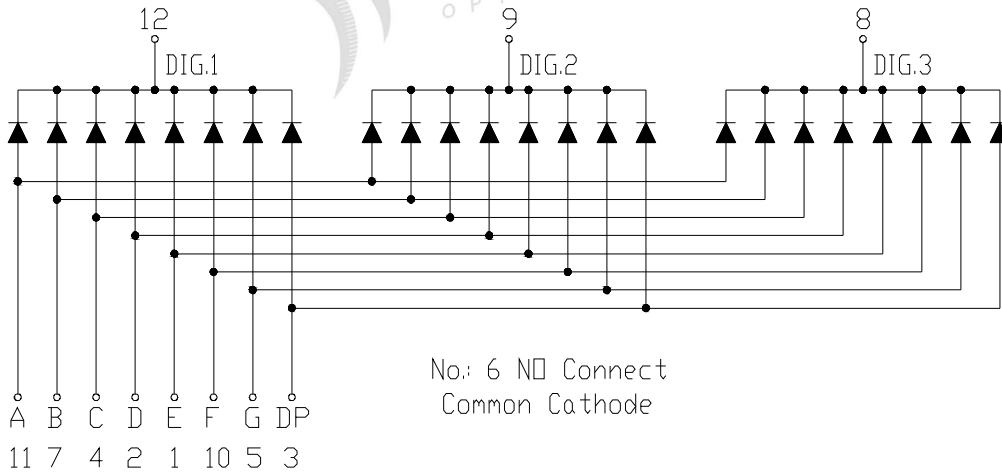 OP
12 9 8
DIG.1 DIG.2 DIG.3
No.: 6 NO Connect
Common Cathode
A B C D E F G DP
11 7 4 2 1 10 5 3